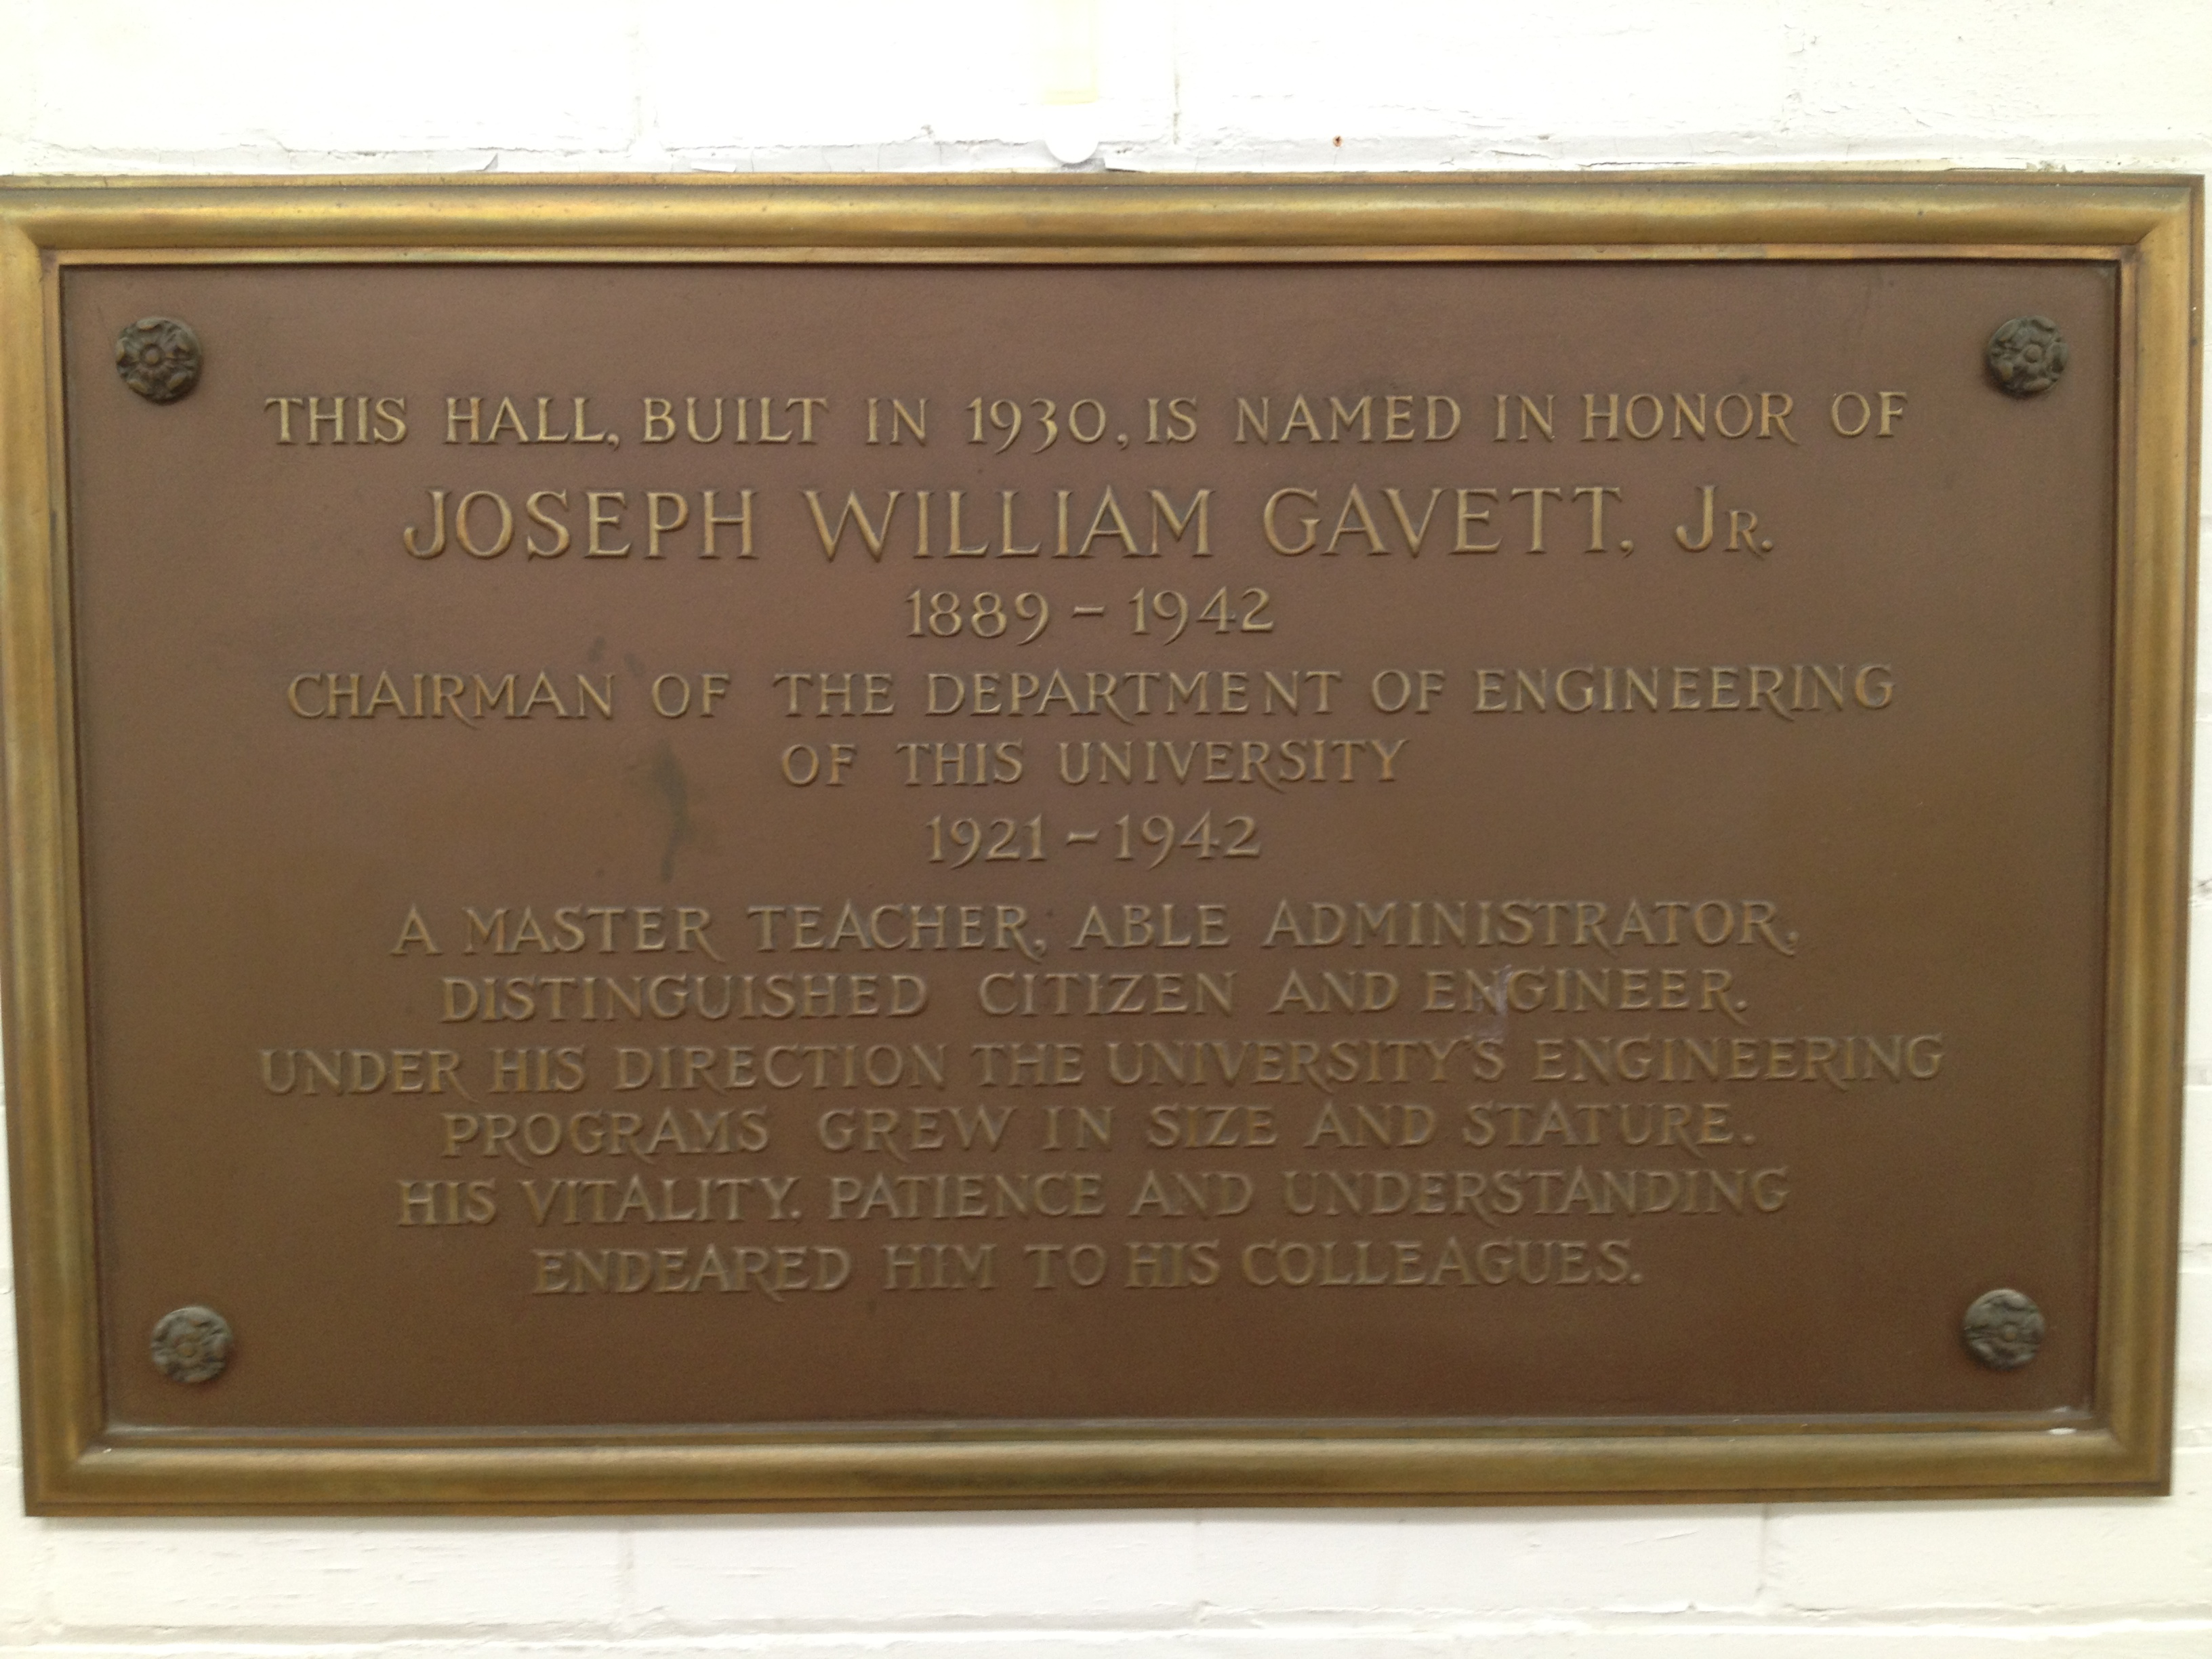 THIS HALL, BUILT IN 1930, IS NAMED IN HONOR OF
JOSEPH WILLIAM GAVETT, JR.
1889 - 1942
CHAIRMAN OF THE DEPARTMENT OF ENGINEERING
OF THIS UNIVERSITY
1921 - 1942
A MASTER TEACHER, ABLE ADMINISTRATOR,
DISTINGUISHED CITIZEN AND ENGINEER.
UNDER HIS DIRECTION THE UNIVERSITY'S ENGINEERING
PROGRAMS GREW IN SIZE AND STATURE.
HIS VITALITY, PATIENCE AND UNDERSTANDING
ENDEARED HIM TO HIS COLLEAGUES.